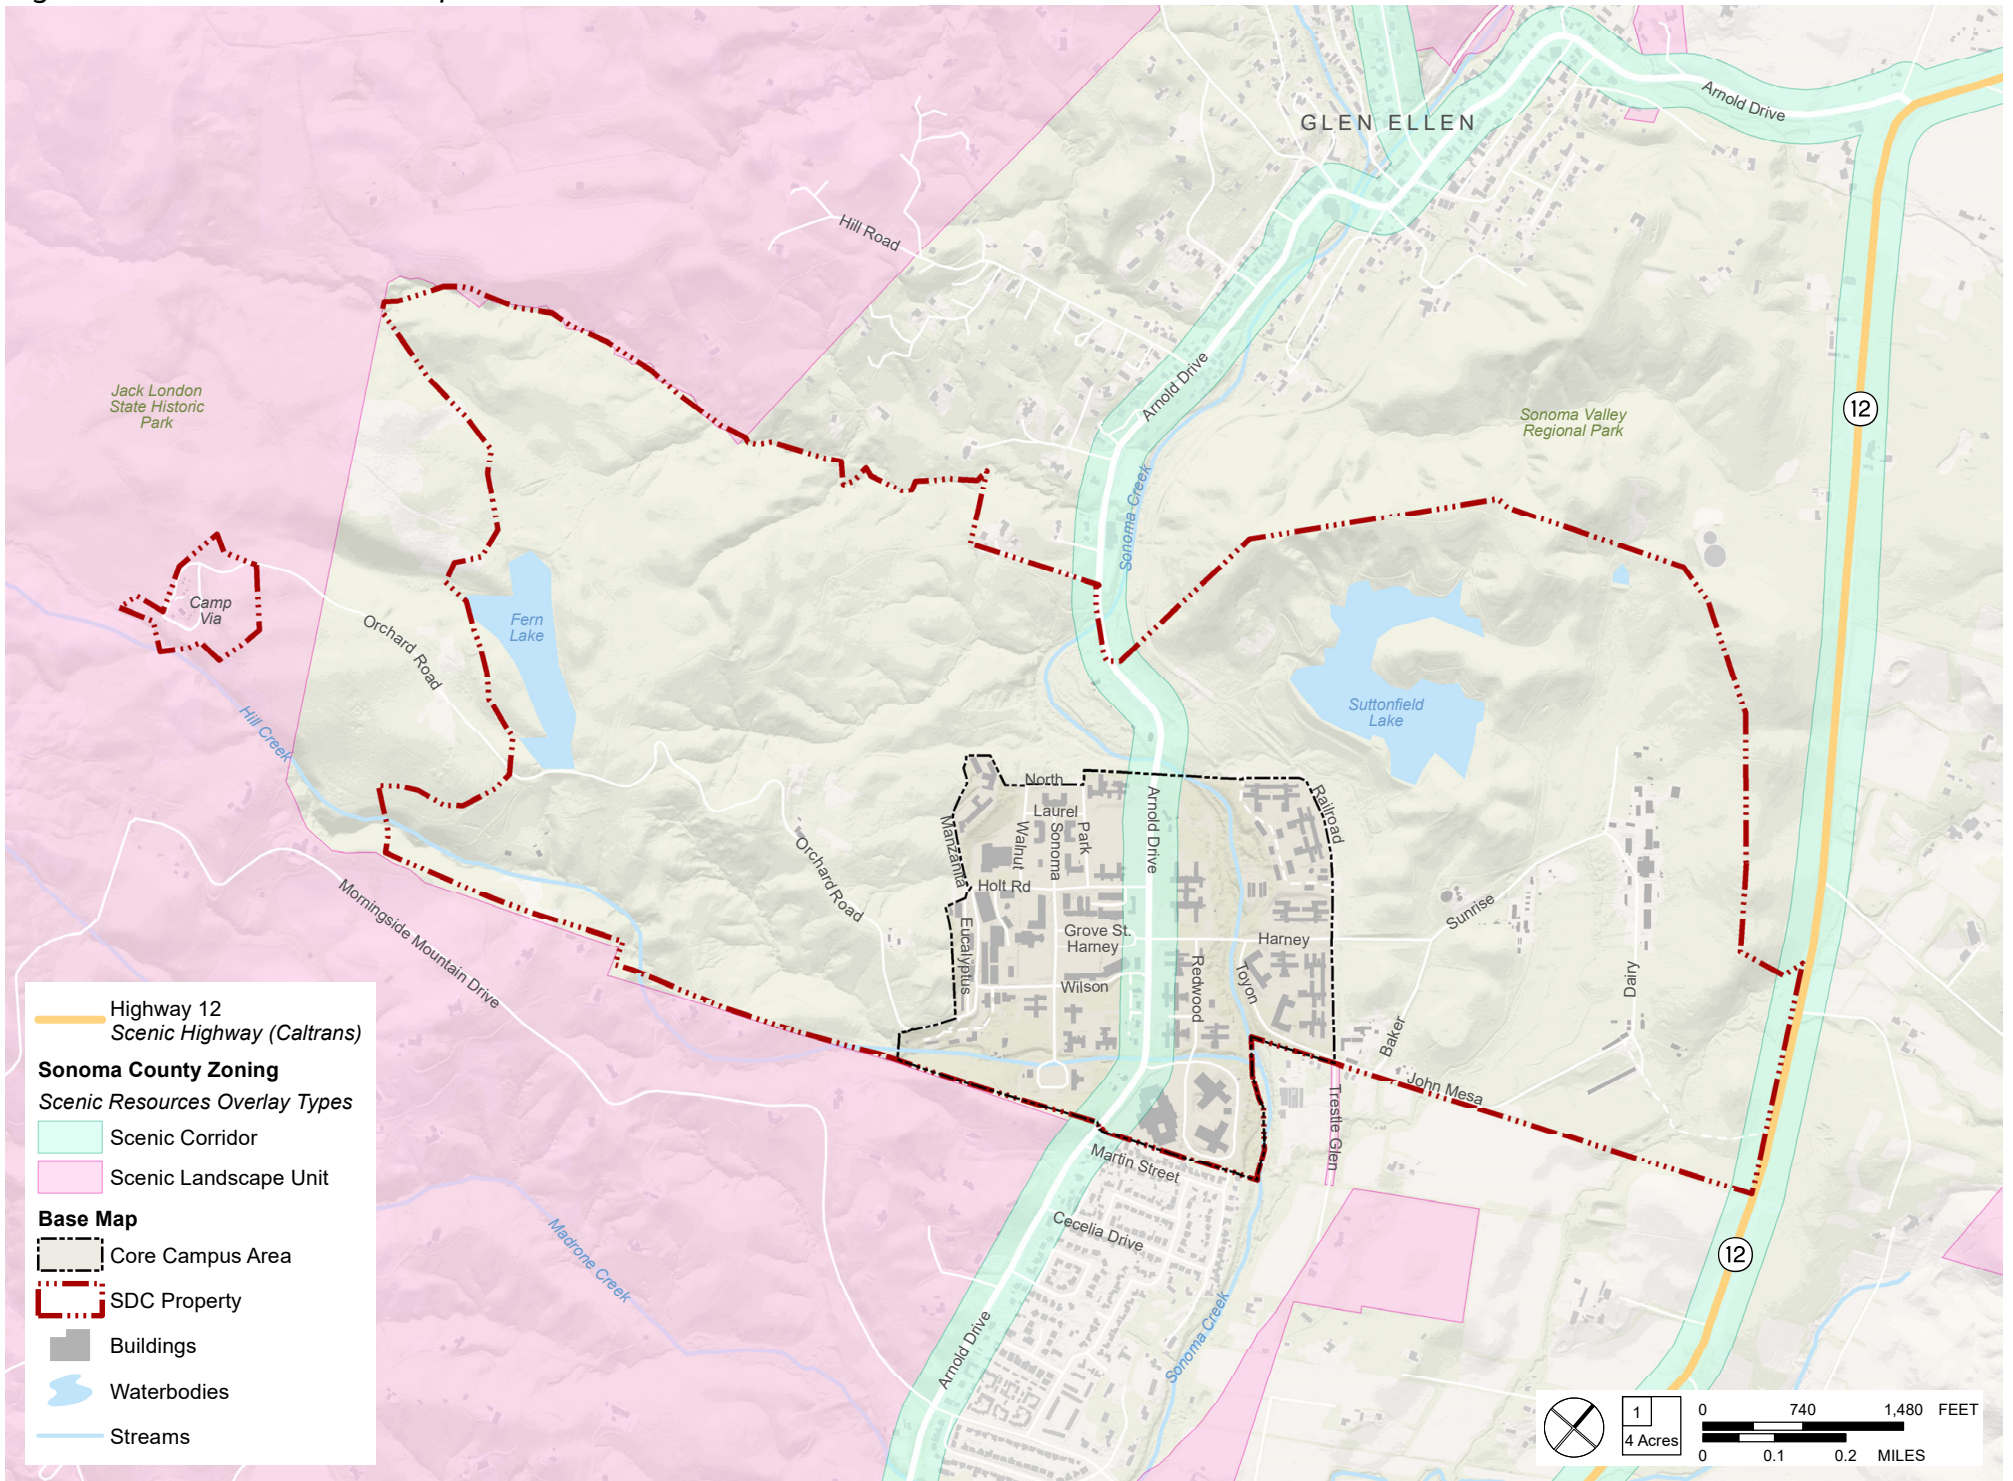 GLEN ELLEN
Arnold Drive
Hill Road
Jack London
State Historic
Park
Arnold Drive
Sonoma Valley
Regional Park
12
Sonoma Creek
Camp
Via
Orchard Road
Fern
Lake
Hill Creek
Suttonfield
Lake
North
Laurel
Manzanita
Walnut
Sonoma
Park
Arnold Drive
Railroad
Orchard Road
Holt Rd
Morningside Mountain Drive
Eucalyptus
Grove St.
Harney
Harney
Sunrise
Wilson
Redwood
Toyon
Dairy
Baker
John Mesa
Trestle Glen
Martin Street
Cecelia Drive
Madrone Creek
Arnold Drive
Sonoma Creek
12
Highway 12
Scenic Highway (Caltrans)
Sonoma County Zoning
Scenic Resources Overlay Types
Scenic Corridor
Scenic Landscape Unit
Base Map
Core Campus Area
SDC Property
Buildings
Waterbodies
Streams
1
4 Acres
0 740 1,480 FEET
0 0.1 0.2 MILES